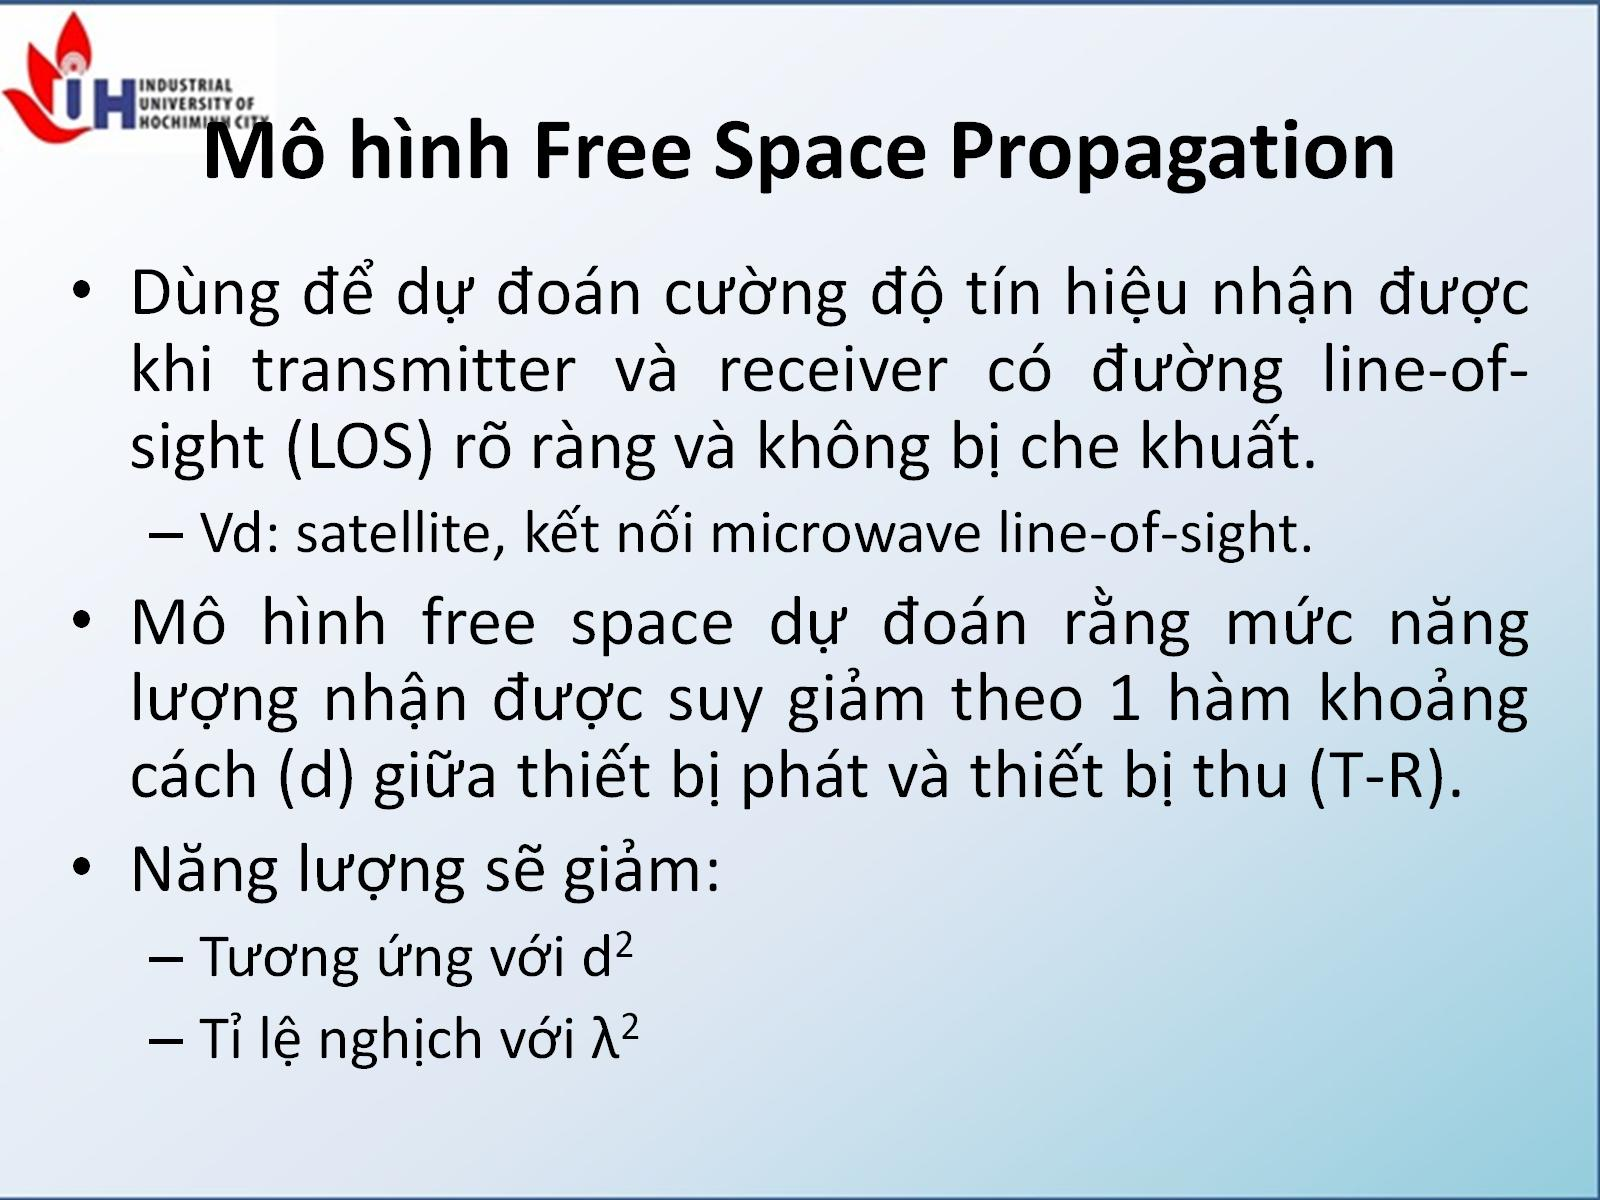 INDUSTRIAL
UNIVERSITY OF
HOCHIMINH CITY
IUH
Mô hình Free Space Propagation
• Dùng để dự đoán cường độ tín hiệu nhận được
khi transmitter và receiver có đường line-of-
sight (LOS) rõ ràng và không bị che khuất.
– Vd: satellite, kết nối microwave line-of-sight.
• Mô hình free space dự đoán rằng mức năng
lượng nhận được suy giảm theo 1 hàm khoảng
cách (d) giữa thiết bị phát và thiết bị thu (T-R).
• Năng lượng sẽ giảm:
– Tương ứng với d²
– Tỉ lệ nghịch với λ²